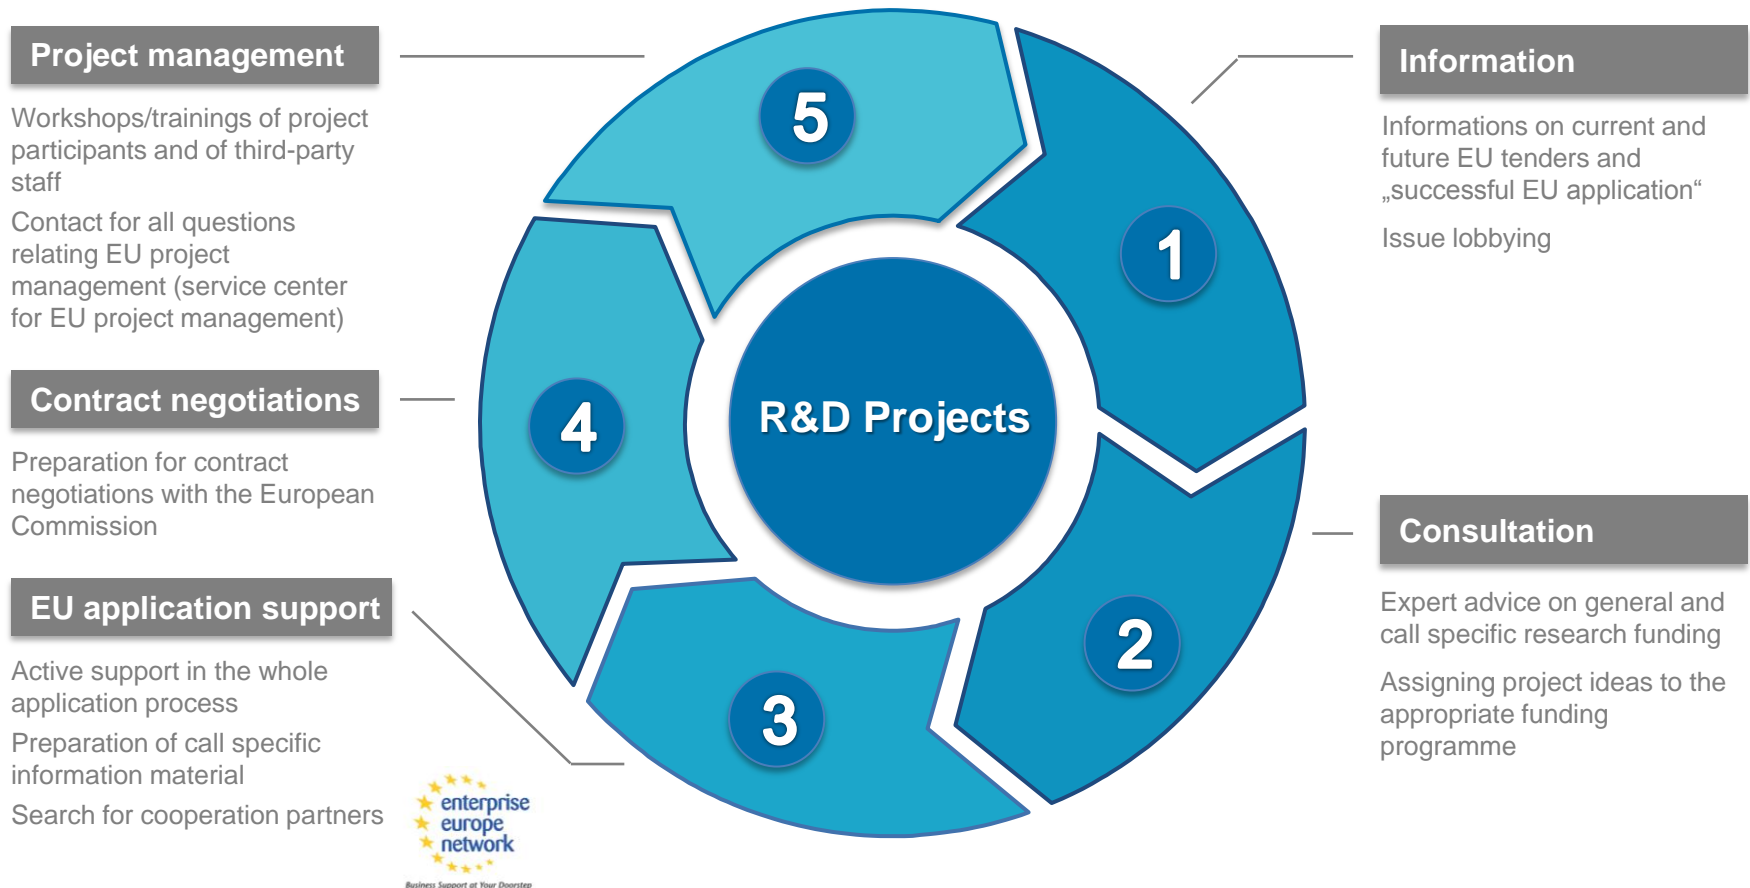 Project management
Workshops/trainings of project
participants and of third-party
staff
Contact for all questions
relating EU project
management (service center
for EU project management)
Contract negotiations
Preparation for contract
negotiations with the European
Commission
EU application support
Active support in the whole
application process
Preparation of call specific
information material
Search for cooperation partners
enterprise
europe
network
Business Support at Your Doorstep
5
1
4
R&D Projects
2
3
Information
Informations on current and
future EU tenders and
„successful EU application“
Issue lobbying
Consultation
Expert advice on general and
call specific research funding
Assigning project ideas to the
appropriate funding
programme